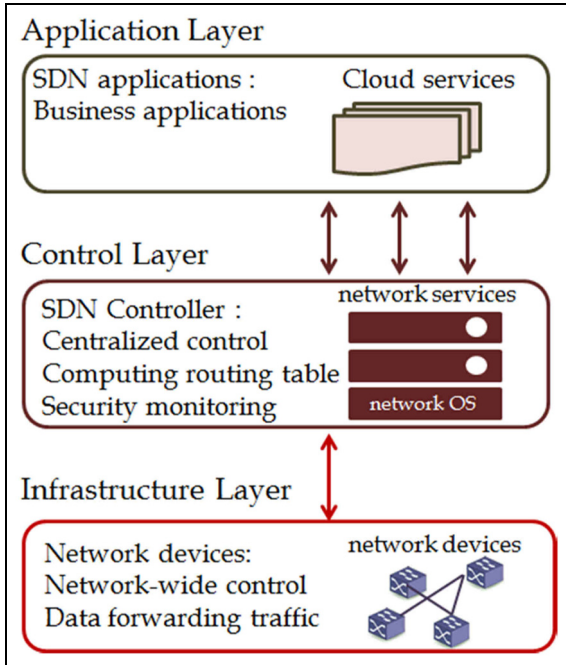 Application Layer
SDN applications :
Business applications
Cloud services
Control Layer
SDN Controller :
Centralized control
Computing routing table
Security monitoring
network services
network OS
Infrastructure Layer
Network devices:
Network-wide control
Data forwarding traffic
network devices